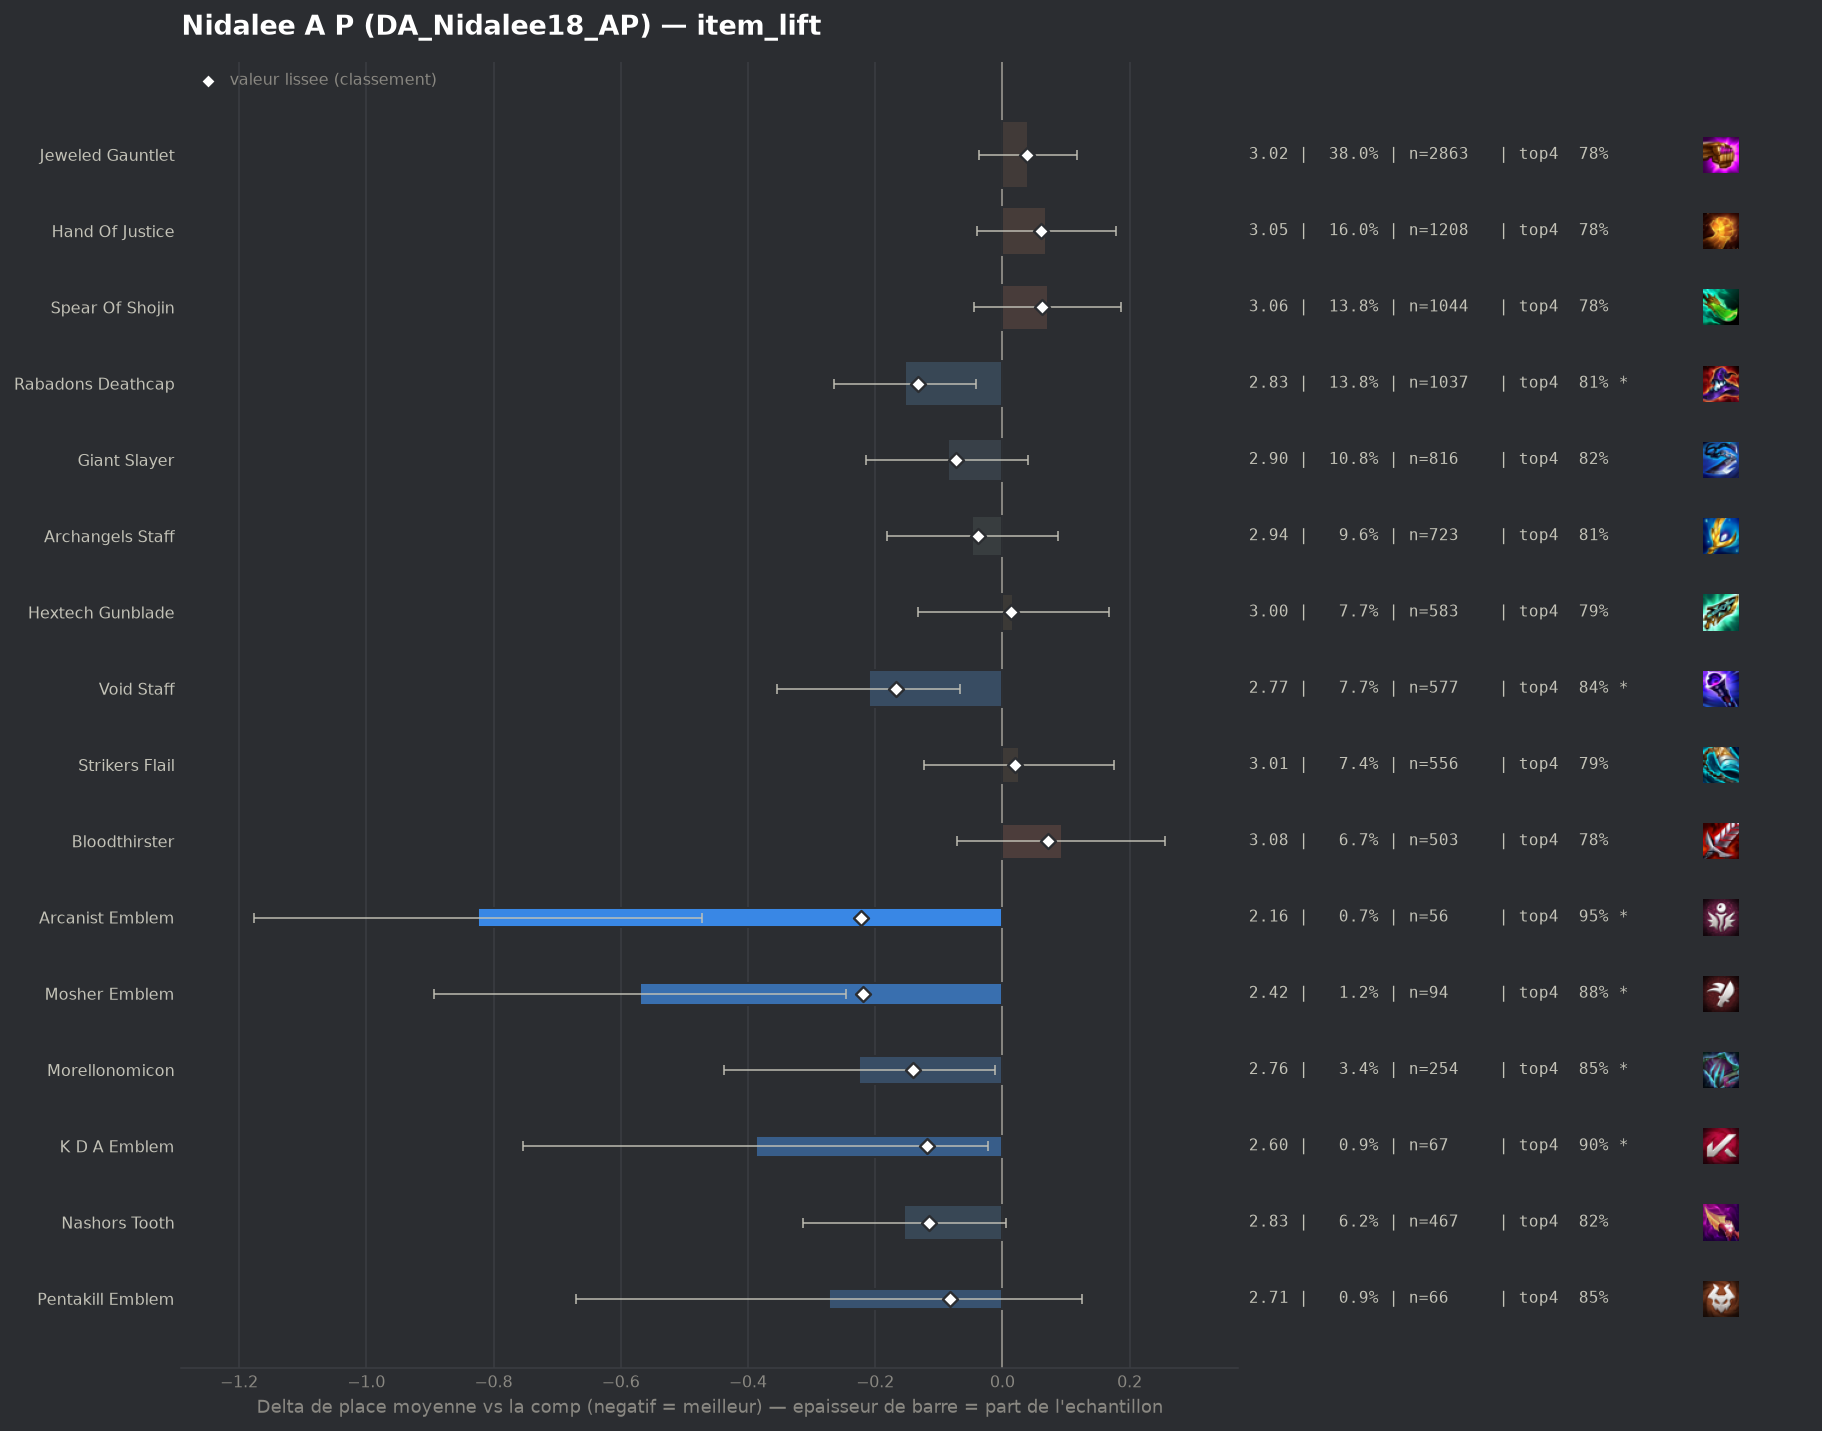 Nidalee A P (DA_Nidalee18_AP) — item_lift
valeur lissee (classement)
Jeweled Gauntlet 3.02 | 38.0% | n=2863 | top4 78%
Hand Of Justice 3.05 | 16.0% | n=1208 | top4 78%
Spear Of Shojin 3.06 | 13.8% | n=1044 | top4 78%
Rabadons Deathcap 2.83 | 13.8% | n=1037 | top4 81% *
Giant Slayer 2.90 | 10.8% | n=816 | top4 82%
Archangels Staff 2.94 | 9.6% | n=723 | top4 81%
Hextech Gunblade 3.00 | 7.7% | n=583 | top4 79%
Void Staff 2.77 | 7.7% | n=577 | top4 84% *
Strikers Flail 3.01 | 7.4% | n=556 | top4 79%
Bloodthirster 3.08 | 6.7% | n=503 | top4 78%
Arcanist Emblem 2.16 | 0.7% | n=56 | top4 95% *
Mosher Emblem 2.42 | 1.2% | n=94 | top4 88% *
Morellonomicon 2.76 | 3.4% | n=254 | top4 85% *
K D A Emblem 2.60 | 0.9% | n=67 | top4 90% *
Nashors Tooth 2.83 | 6.2% | n=467 | top4 82%
Pentakill Emblem 2.71 | 0.9% | n=66 | top4 85%
−1.2 −1.0 −0.8 −0.6 −0.4 −0.2 0.0 0.2
Delta de place moyenne vs la comp (negatif = meilleur) — epaisseur de barre = part de l'echantillon